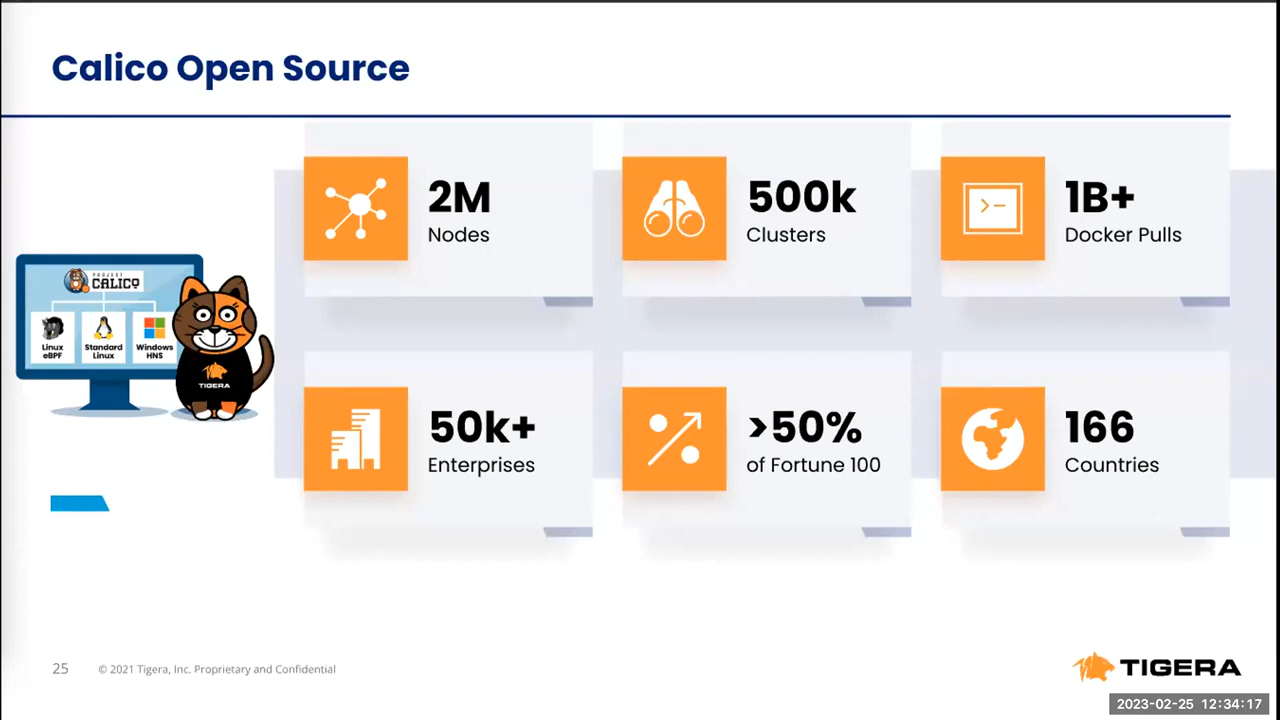 Calico Open Source
2M
Nodes
500k
Clusters
1B+
Docker Pulls
PROJECT
CALICO
Linux
eBPF
Standard
Linux
Windows
HNS
TIGERA
50k+
Enterprises
>50%
of Fortune 100
166
Countries
25
© 2021 Tigera, Inc. Proprietary and Confidential
TIGERA
2023-02-25 12:34:17